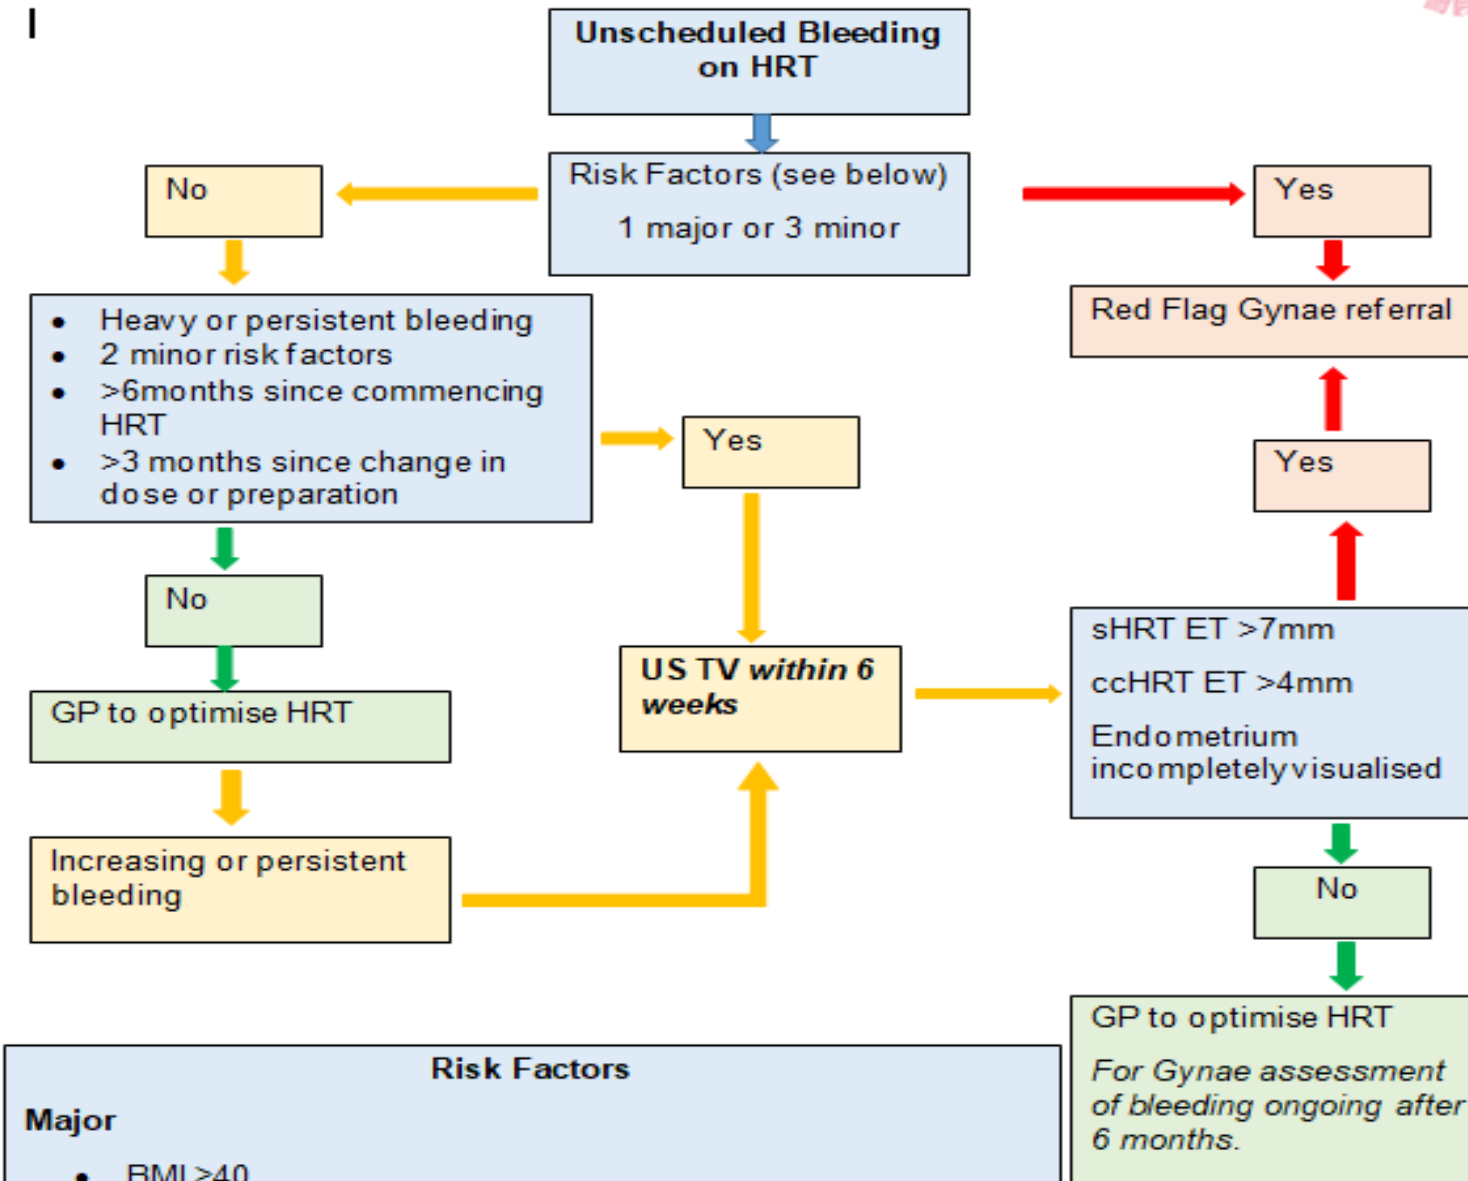 Unscheduled Bleeding
on HRT
Risk Factors (see below)
1 major or 3 minor
No
Yes
Red Flag Gynae referral
• Heavy or persistent bleeding
• 2 minor risk factors
• >6months since commencing
HRT
• >3 months since change in
dose or preparation
Yes
Yes
No
GP to optimise HRT
US TV within 6
weeks
sHRT ET >7mm
ccHRT ET >4mm
Endometrium
incompletely visualised
Increasing or persistent
bleeding
No
GP to optimise HRT
For Gynae assessment
of bleeding ongoing after
6 months.
Risk Factors
Major
• BMI ≥40